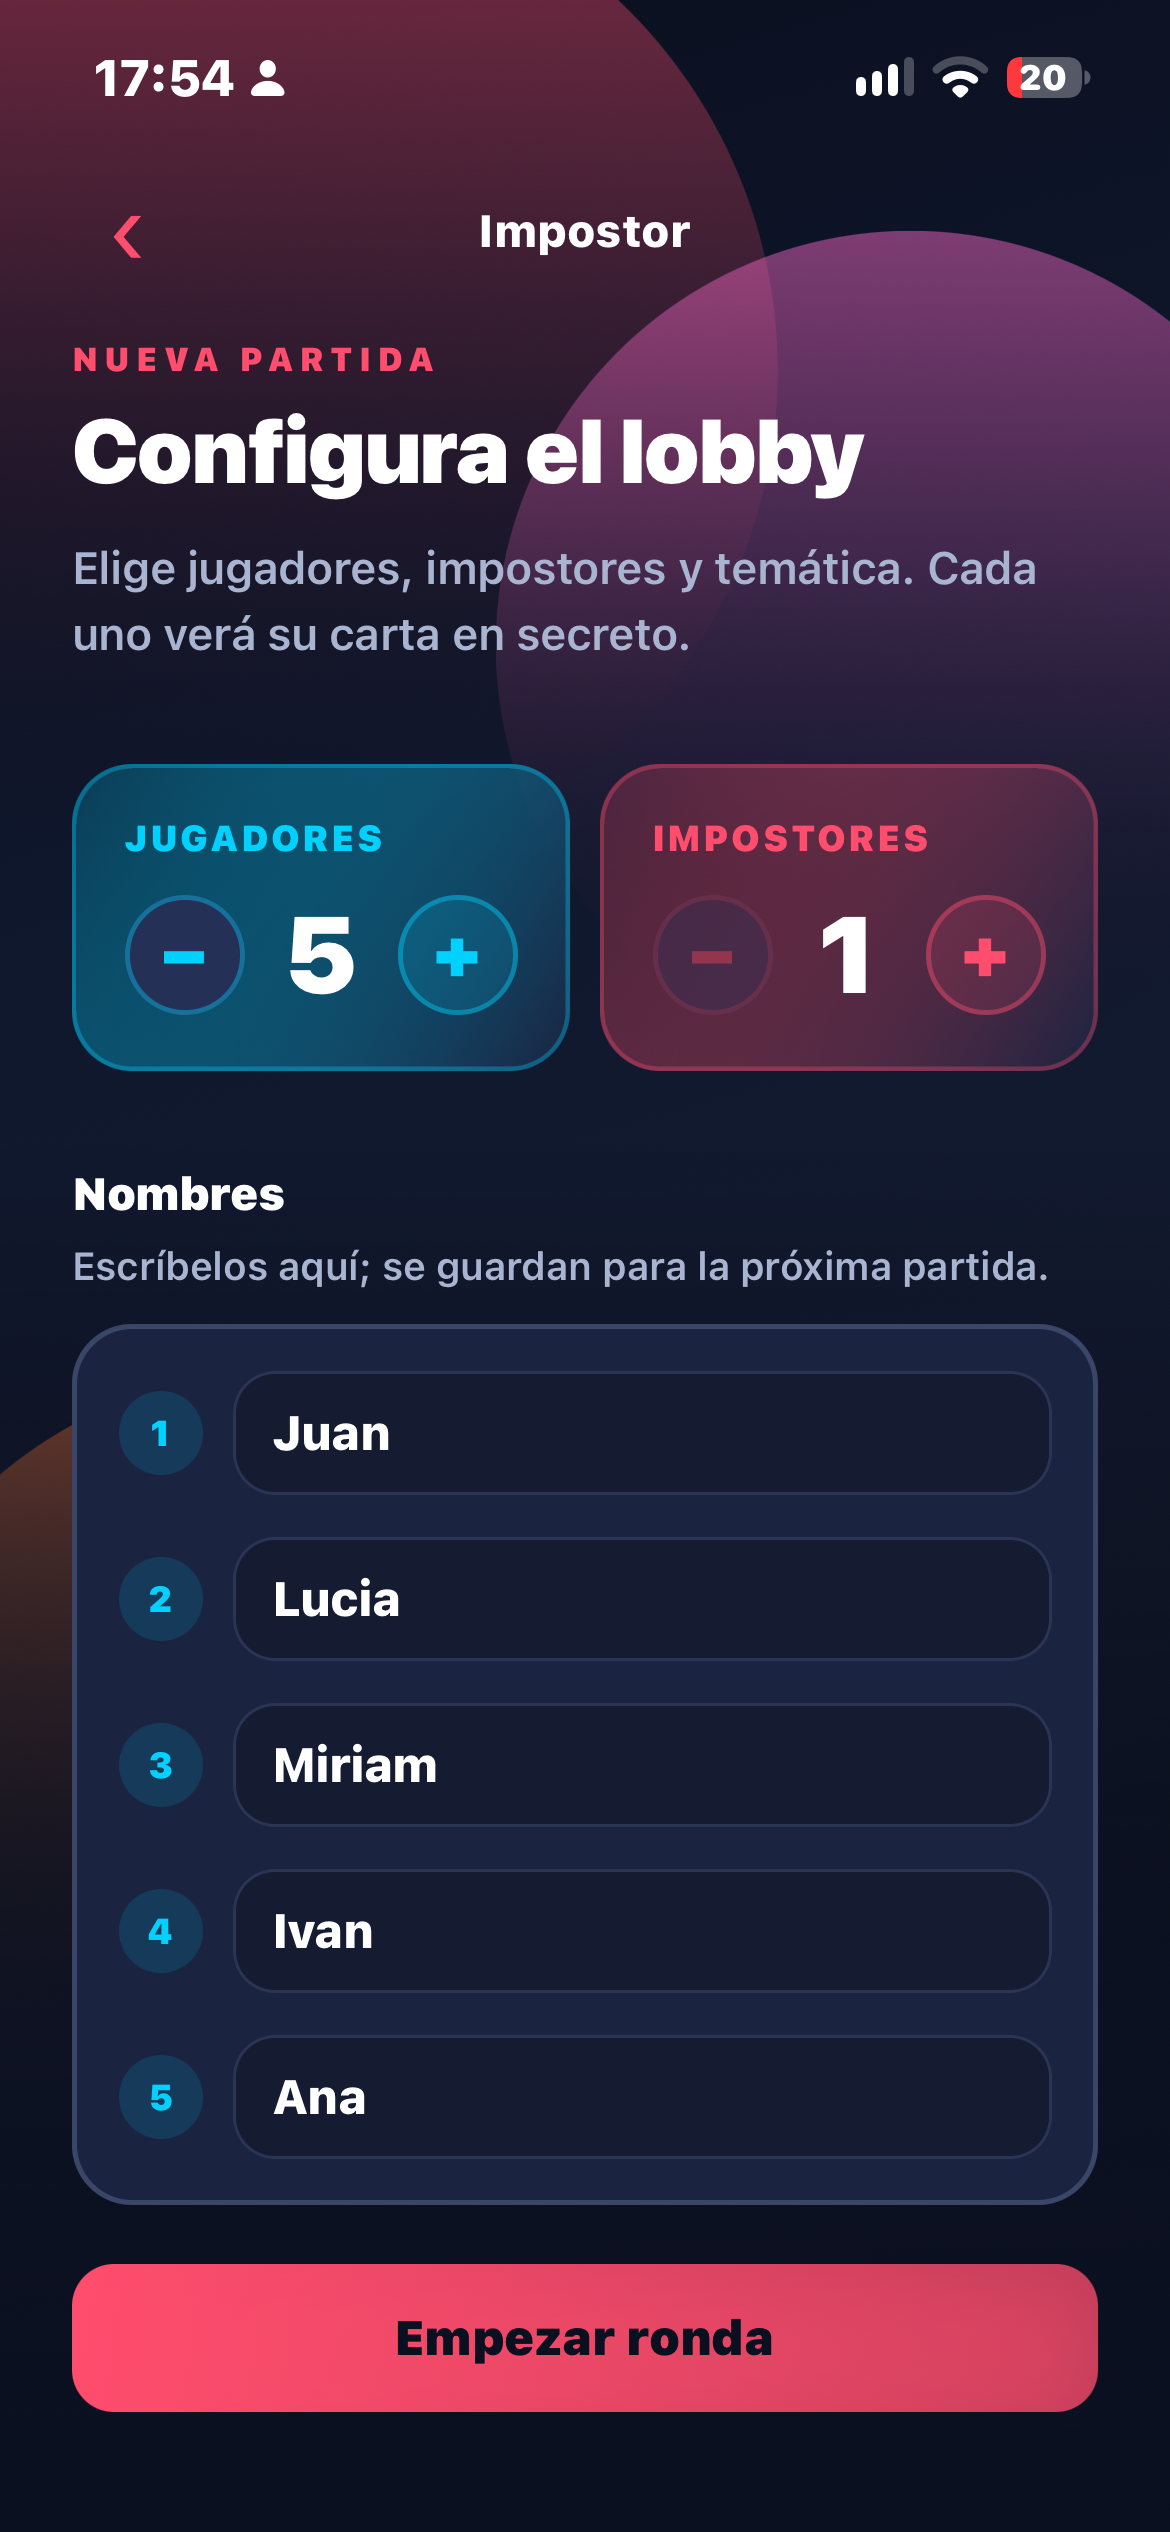 17:54
20
Impostor
NUEVA PARTIDA
Configura el lobby
Elige jugadores, impostores y temática. Cada
uno verá su carta en secreto.
JUGADORES
− 5 +
IMPOSTORES
− 1 +
Nombres
Escríbelos aquí; se guardan para la próxima partida.
1 Juan
2 Lucia
3 Miriam
4 Ivan
5 Ana
Empezar ronda